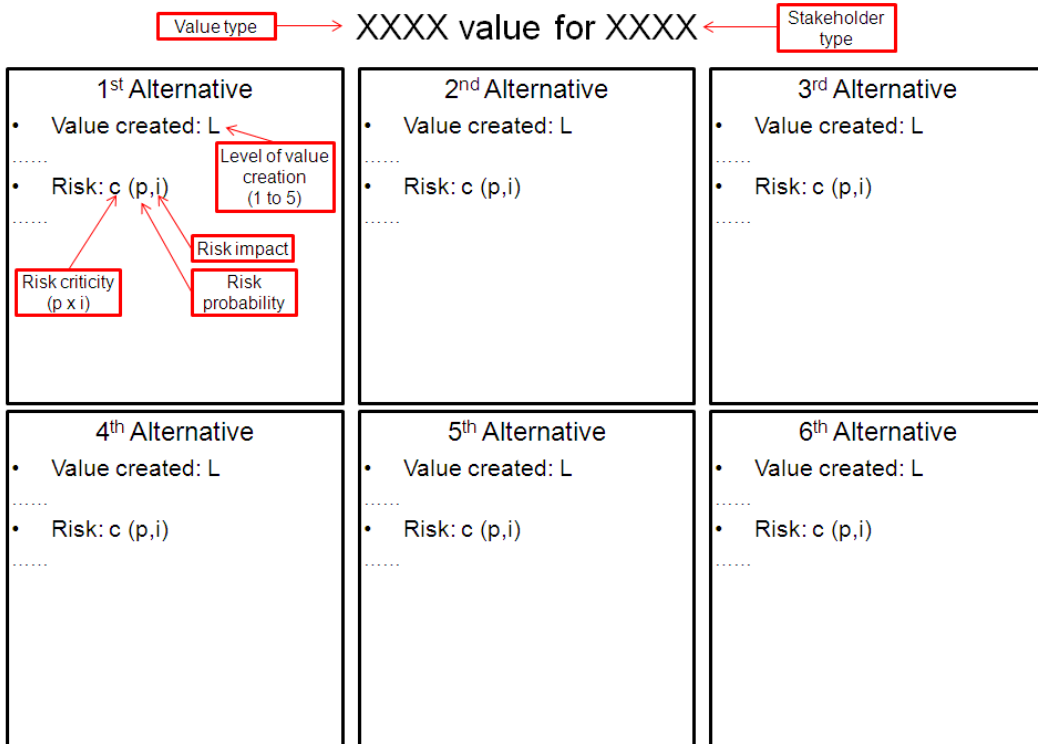 Value type
XXXX value for XXXX
Stakeholder
type
1st Alternative
• Value created: L
......
Level of value
creation
(1 to 5)
• Risk: c (p,i)
......
Risk impact
Risk criticity
(p x i)
Risk
probability
2nd Alternative
• Value created: L
......
• Risk: c (p,i)
......
3rd Alternative
• Value created: L
......
• Risk: c (p,i)
......
4th Alternative
• Value created: L
......
• Risk: c (p,i)
......
5th Alternative
• Value created: L
......
• Risk: c (p,i)
......
6th Alternative
• Value created: L
......
• Risk: c (p,i)
......